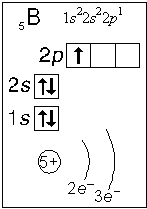 ₅B 1s²2s²2p¹
2p
2s
1s
5+
2e⁻ 3e⁻